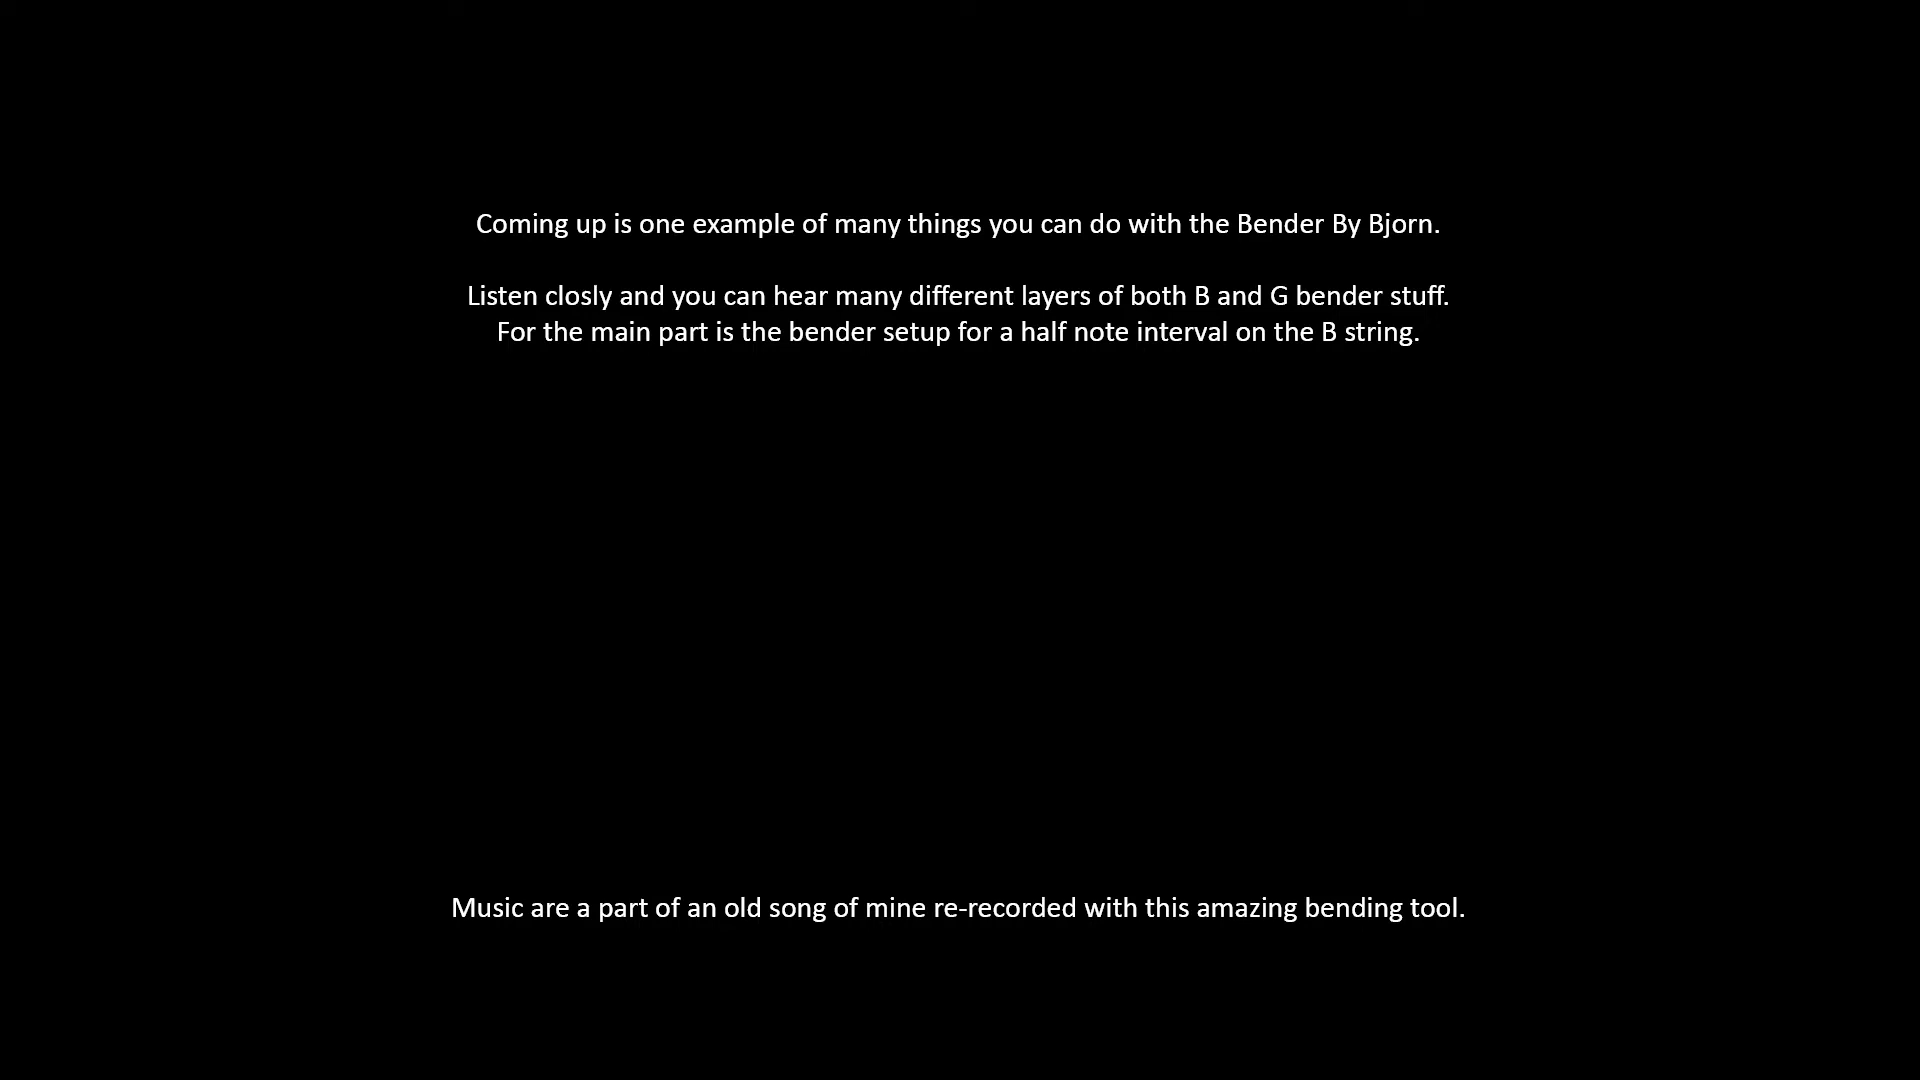 Coming up is one example of many things you can do with the Bender By Bjorn.
Listen closly and you can hear many different layers of both B and G bender stuff.
For the main part is the bender setup for a half note interval on the B string.
Music are a part of an old song of mine re-recorded with this amazing bending tool.